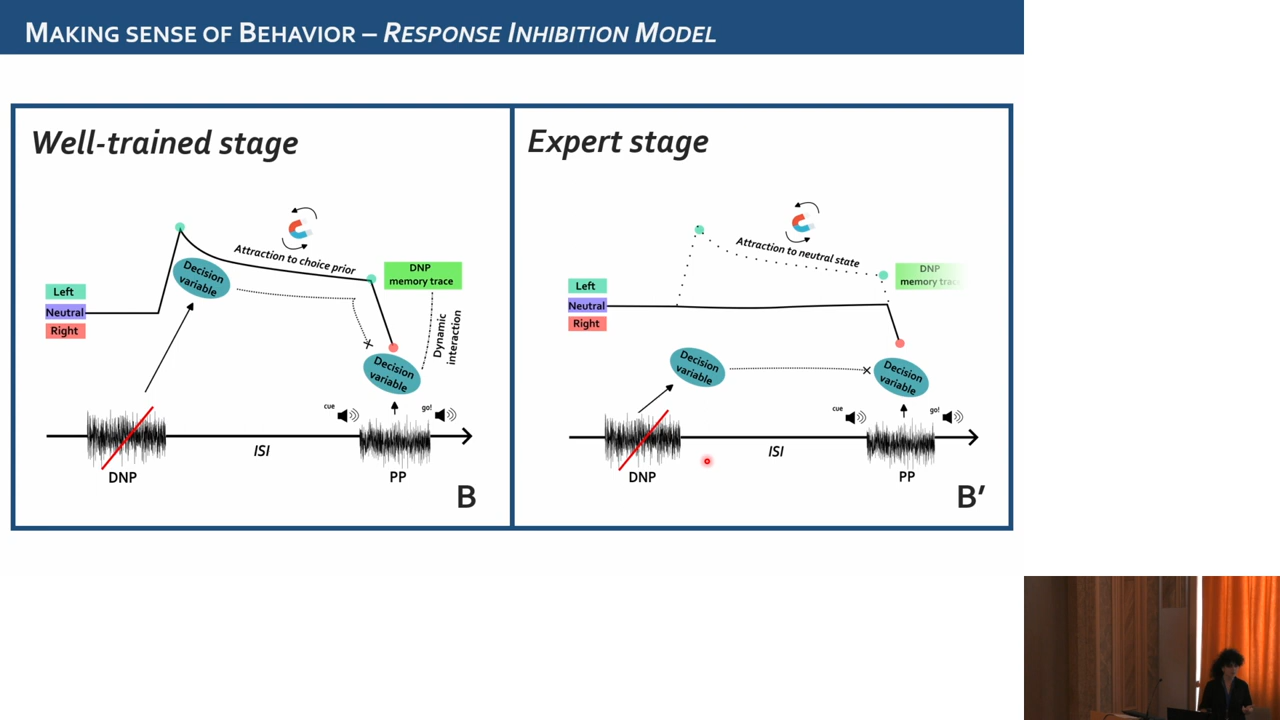 MAKING SENSE OF BEHAVIOR – RESPONSE INHIBITION MODEL
Well-trained stage
Attraction to choice prior
Decision
variable
DNP
memory trace
Left
Neutral
Right
Dynamic
interaction
Decision
variable
cue
go!
ISI
DNP
PP
B
Expert stage
Attraction to neutral state
DNP
memory trace
Left
Neutral
Right
Decision
variable
Decision
variable
cue
go!
ISI
DNP
PP
B′